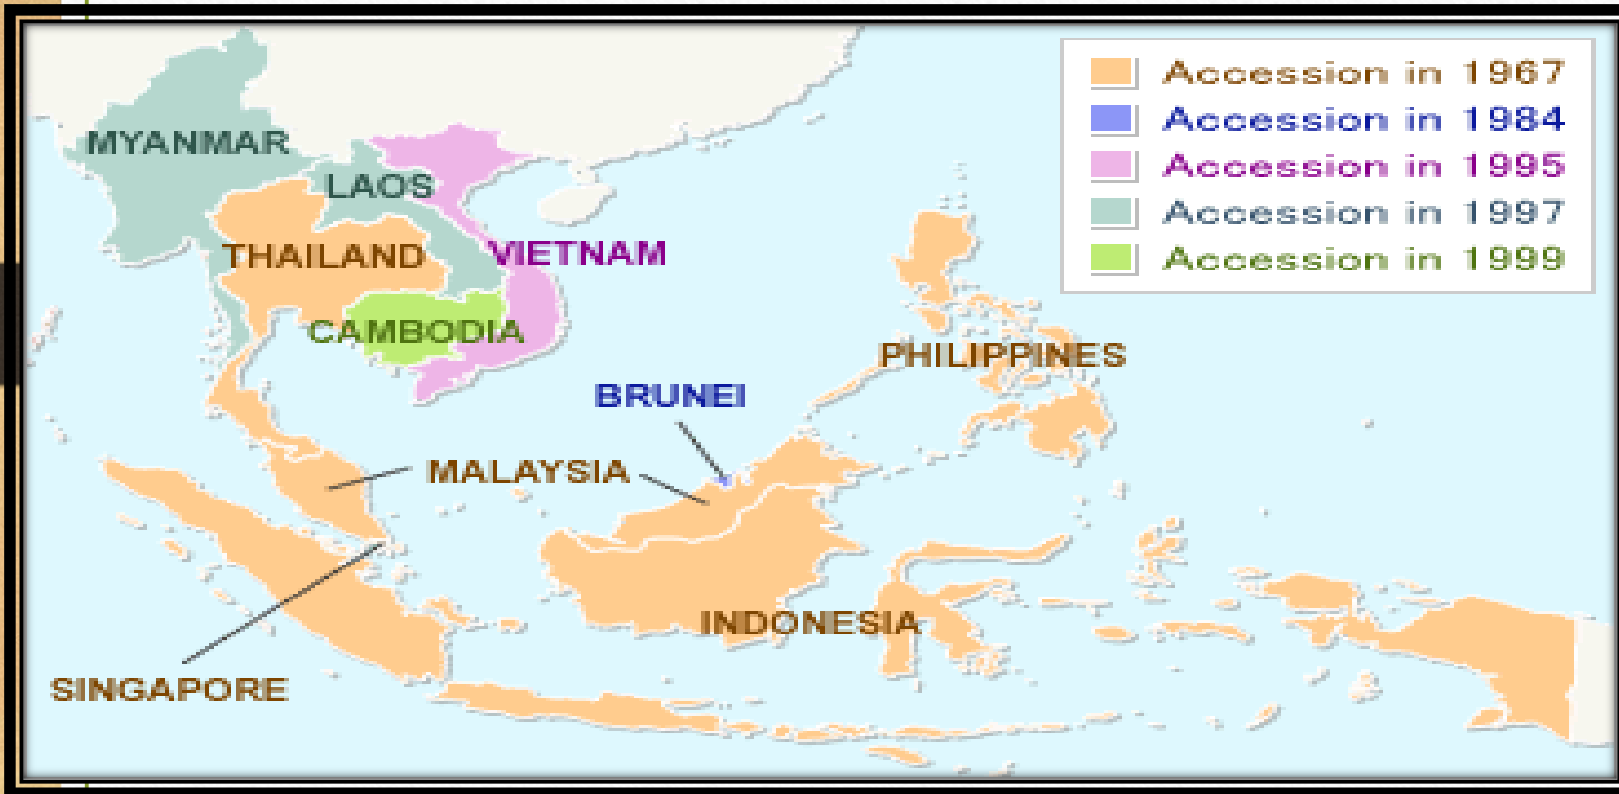 Accession in 1967
Accession in 1984
Accession in 1995
Accession in 1997
Accession in 1999
MYANMAR
LAOS
THAILAND
VIETNAM
CAMBODIA
PHILIPPINES
BRUNEI
MALAYSIA
INDONESIA
SINGAPORE